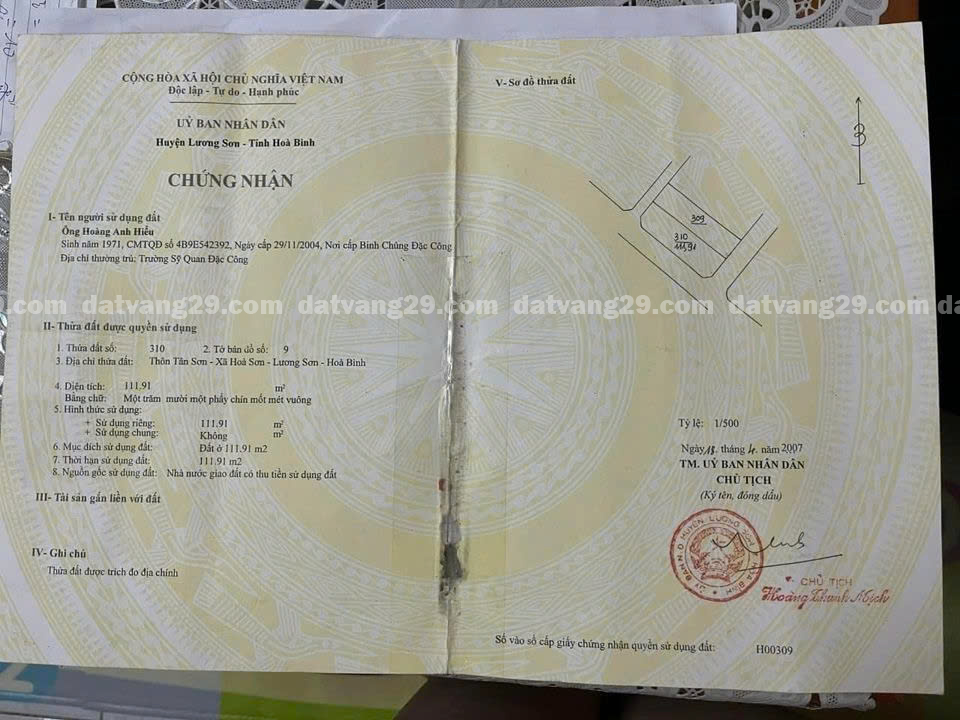 CỘNG HÒA XÃ HỘI CHỦ NGHĨA VIỆT NAM
Độc lập - Tự do - Hạnh phúc
UỶ BAN NHÂN DÂN
Huyện Lương Sơn - Tỉnh Hoà Bình
CHỨNG NHẬN
I- Tên người sử dụng đất
Ông Hoàng Anh Hiếu
Sinh năm 1971, CMTQĐ số 4B9E542392, Ngày cấp 29/11/2004, Nơi cấp Binh Chủng Đặc Công
Địa chỉ thường trú: Trường Sỹ Quan Đặc Công
.com datvang29.com datvang29.com datvang29.com datvang29.com da
II- Thửa đất được quyền sử dụng
1. Thửa đất số: 310 2. Tờ bản đồ số: 9
3. Địa chỉ thửa đất: Thôn Tân Sơn - Xã Hoà Sơn - Lương Sơn - Hoà Bình
4. Diện tích: 111.91 m²
Bằng chữ: Một trăm mười một phẩy chín mốt mét vuông
5. Hình thức sử dụng:
+ Sử dụng riêng: 111.91 m²
+ Sử dụng chung: Không m²
6. Mục đích sử dụng đất: Đất ở 111.91 m2
7. Thời hạn sử dụng đất: 111.91 m2
8. Nguồn gốc sử dụng đất: Nhà nước giao đất có thu tiền sử dụng đất
III- Tài sản gắn liền với đất
IV- Ghi chú
Thửa đất được trích đo địa chính
V- Sơ đồ thửa đất
B
309
310
111,91
Tỷ lệ: 1/500
Ngày 18 tháng 4 năm 2007
TM. UỶ BAN NHÂN DÂN
CHỦ TỊCH
(Ký tên, đóng dấu)
ỦY BAN N.D HUYỆN LƯƠNG SƠN
HOÀ BÌNH
CHỦ TỊCH
Hoàng Thanh Mịch
Số vào sổ cấp giấy chứng nhận quyền sử dụng đất: H00309